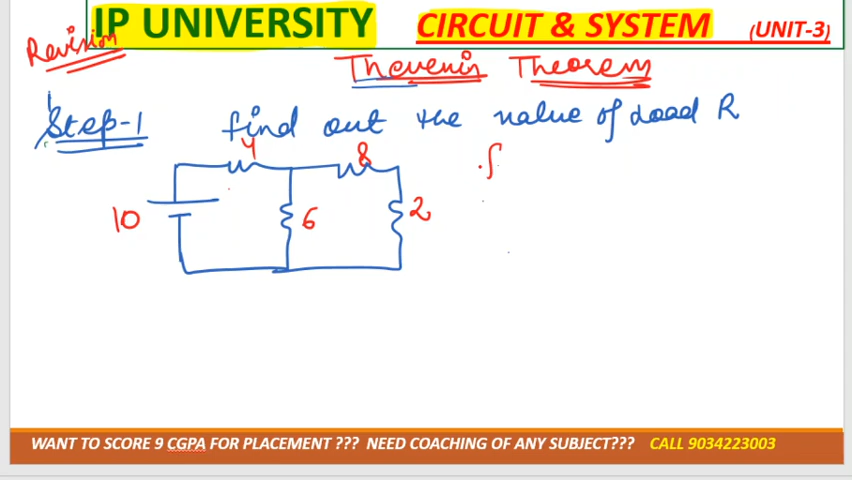 IP UNIVERSITY CIRCUIT & SYSTEM (UNIT-3)
Revision
Thevenin Theorem
Step-1 find out the value of Load R
4 8
10 6 2
WANT TO SCORE 9 CGPA FOR PLACEMENT ??? NEED COACHING OF ANY SUBJECT??? CALL 9034223003